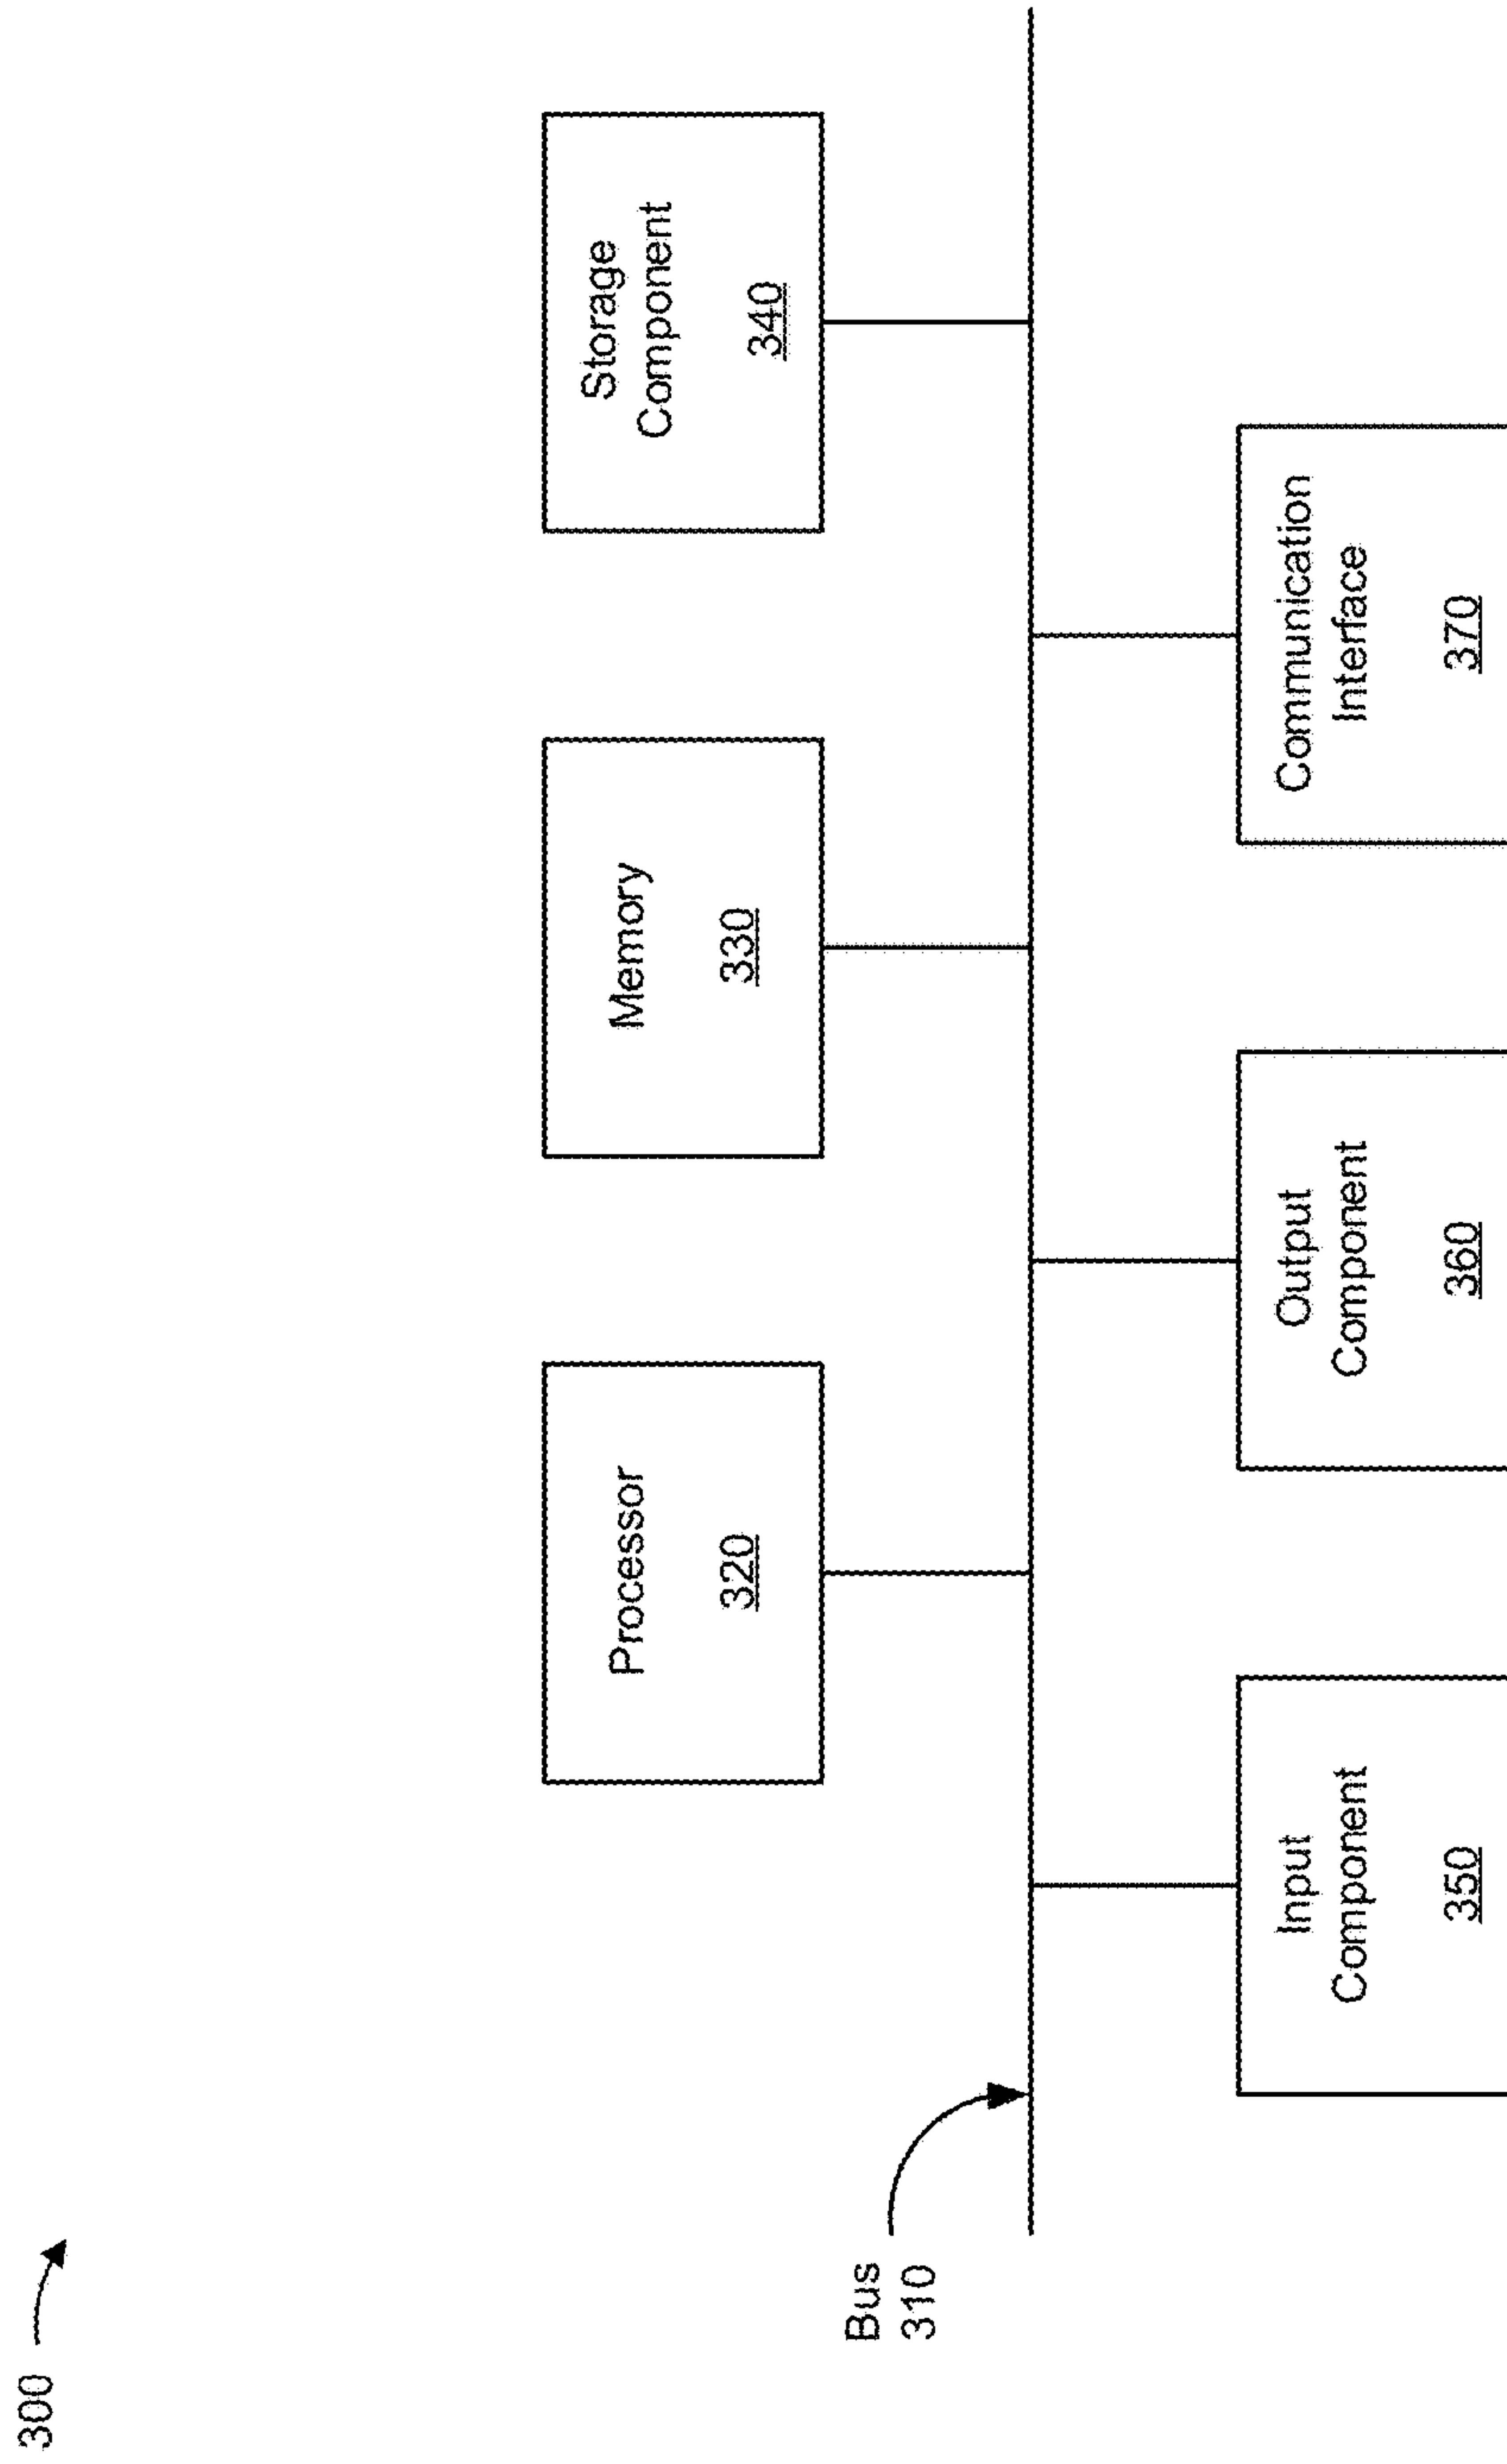 300
Processor
320
Memory
330
Storage
Component
340
Bus
310
Input
Component
350
Output
Component
360
Communication
Interface
370